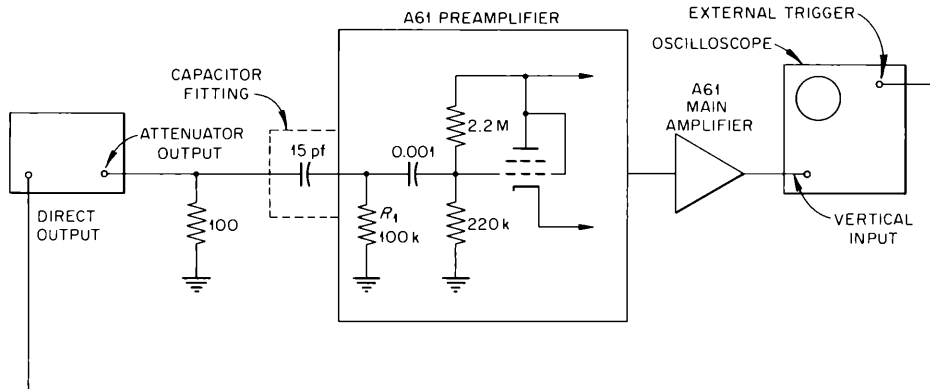 A61 PREAMPLIFIER
EXTERNAL TRIGGER
OSCILLOSCOPE
CAPACITOR
FITTING
A61
MAIN
AMPLIFIER
ATTENUATOR
OUTPUT
15 pf
0.001
2.2 M
DIRECT
OUTPUT
100
R1
100 k
220 k
VERTICAL
INPUT